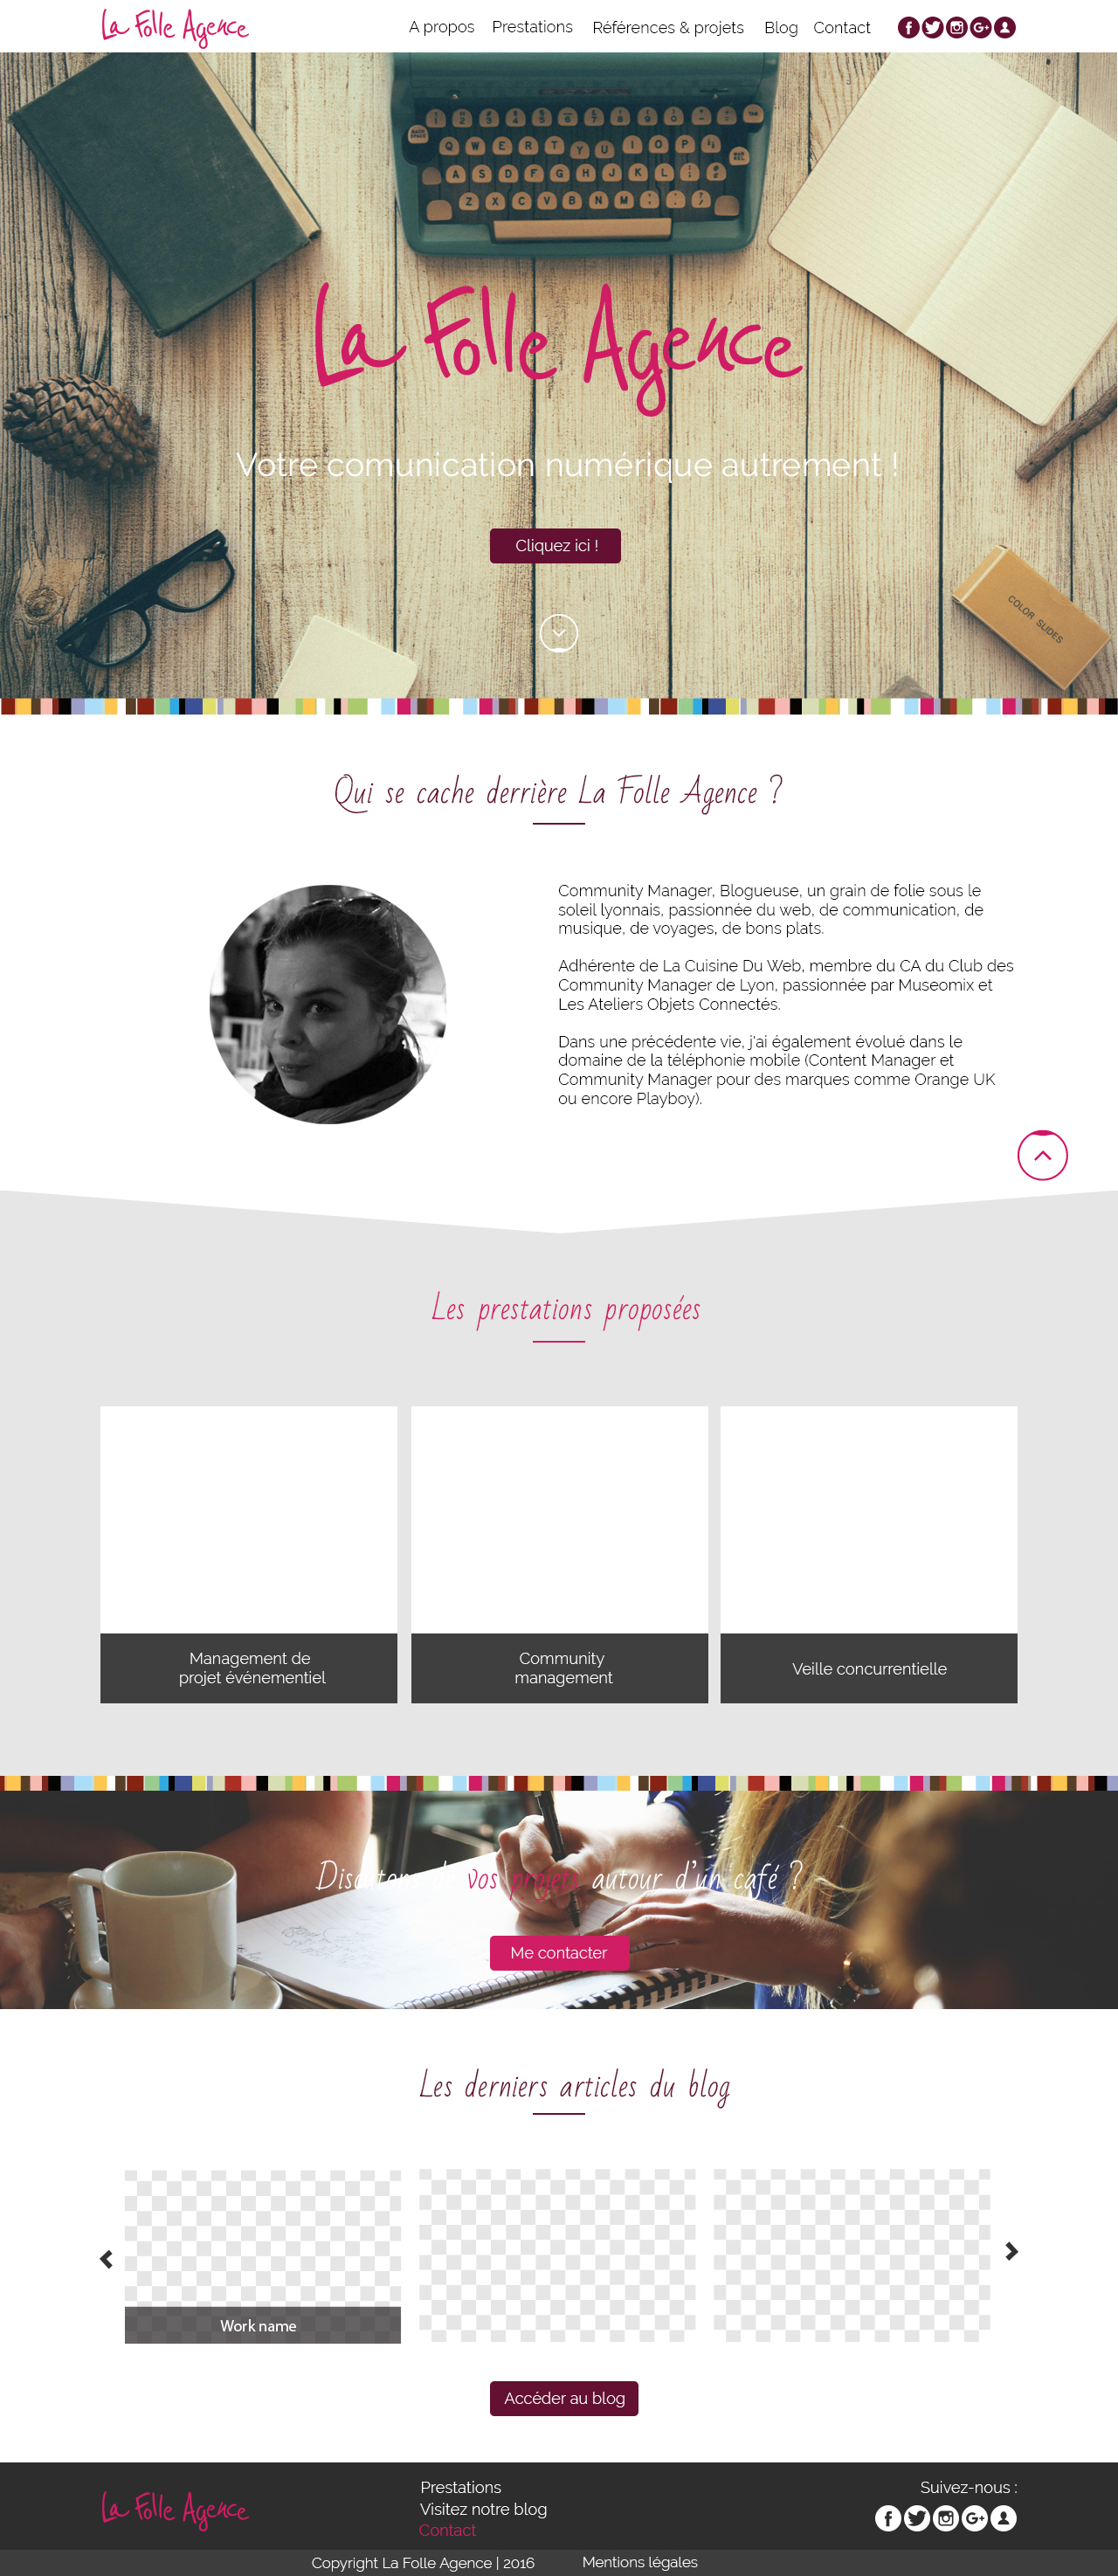 La Folle Agence
A propos Prestations Références & projets Blog Contact
La Folle Agence
Votre comunication numérique autrement !
Cliquez ici !
COLOR SLIDES
Qui se cache derrière La Folle Agence ?
Community Manager, Blogueuse, un grain de folie sous le
soleil lyonnais, passionnée du web, de communication, de
musique, de voyages, de bons plats.
Adhérente de La Cuisine Du Web, membre du CA du Club des
Community Manager de Lyon, passionnée par Museomix et
Les Ateliers Objets Connectés.
Dans une précédente vie, j'ai également évolué dans le
domaine de la téléphonie mobile (Content Manager et
Community Manager pour des marques comme Orange UK
ou encore Playboy).
Les prestations proposées
Management de
projet événementiel
Community
management
Veille concurrentielle
Discutons de vos projets autour d'un café ?
Me contacter
Les derniers articles du blog
Work name
Accéder au blog
La Folle Agence
Prestations
Visitez notre blog
Contact
Suivez-nous :
Copyright La Folle Agence | 2016 Mentions légales